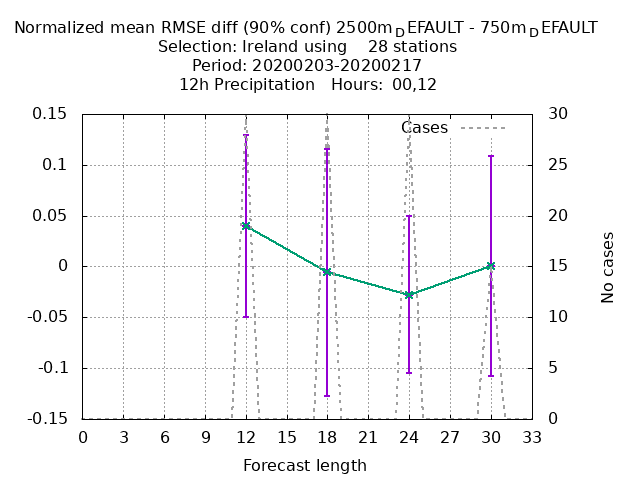 Normalized mean RMSE diff (90% conf) 2500m_DEFAULT - 750m_DEFAULT
Selection: Ireland using 28 stations
Period: 20200203-20200217
12h Precipitation Hours: 00,12
Cases
0.15
0.1
0.05
0
-0.05
-0.1
-0.15
30
25
20
15
10
5
0
No cases
0 3 6 9 12 15 18 21 24 27 30 33
Forecast length